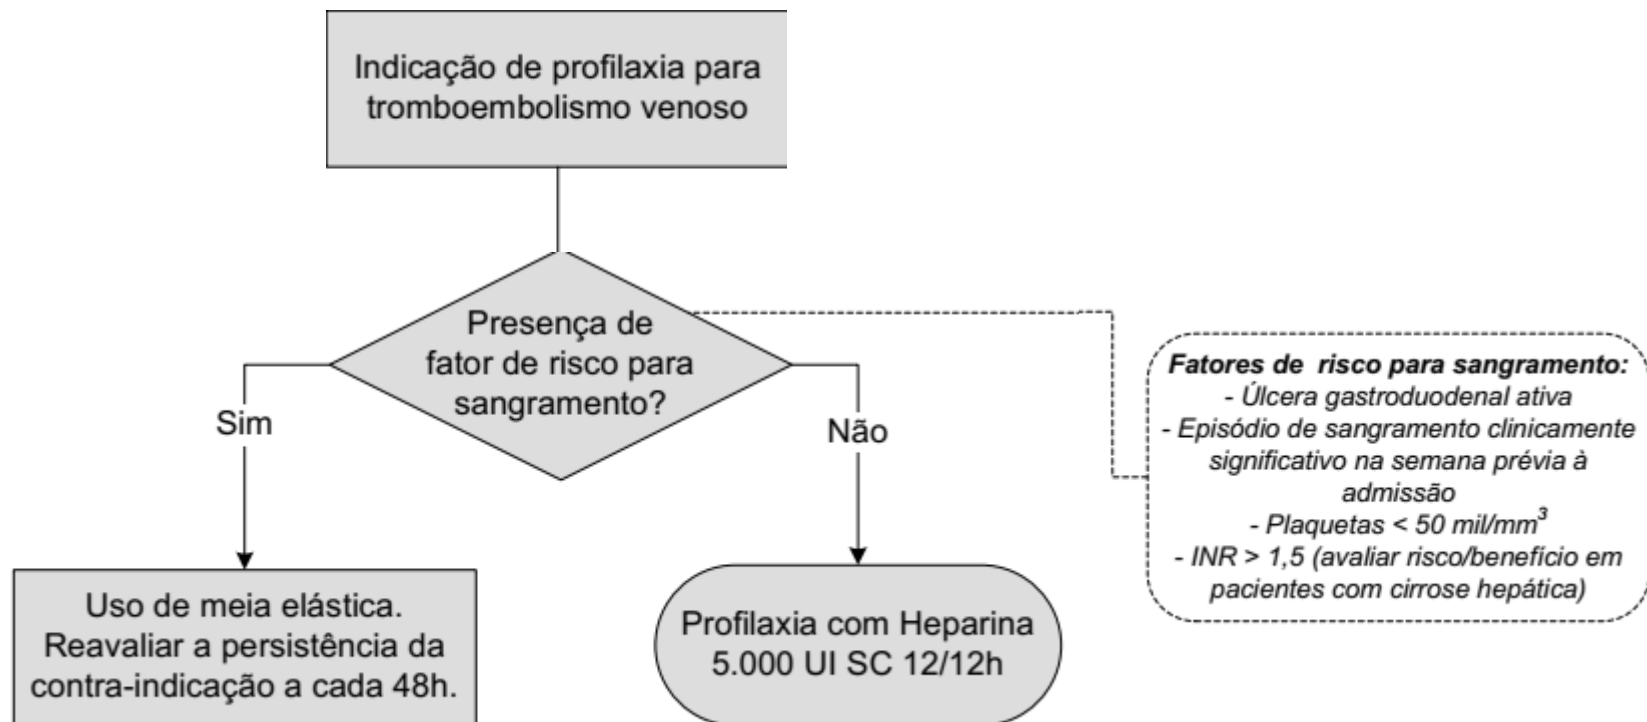 Indicação de profilaxia para
tromboembolismo venoso
Presença de
fator de risco para
sangramento?
Sim
Não
Fatores de risco para sangramento:
- Úlcera gastroduodenal ativa
- Episódio de sangramento clinicamente
significativo na semana prévia à
admissão
- Plaquetas < 50 mil/mm³
- INR > 1,5 (avaliar risco/benefício em
pacientes com cirrose hepática)
Uso de meia elástica.
Reavaliar a persistência da
contra-indicação a cada 48h.
Profilaxia com Heparina
5.000 UI SC 12/12h